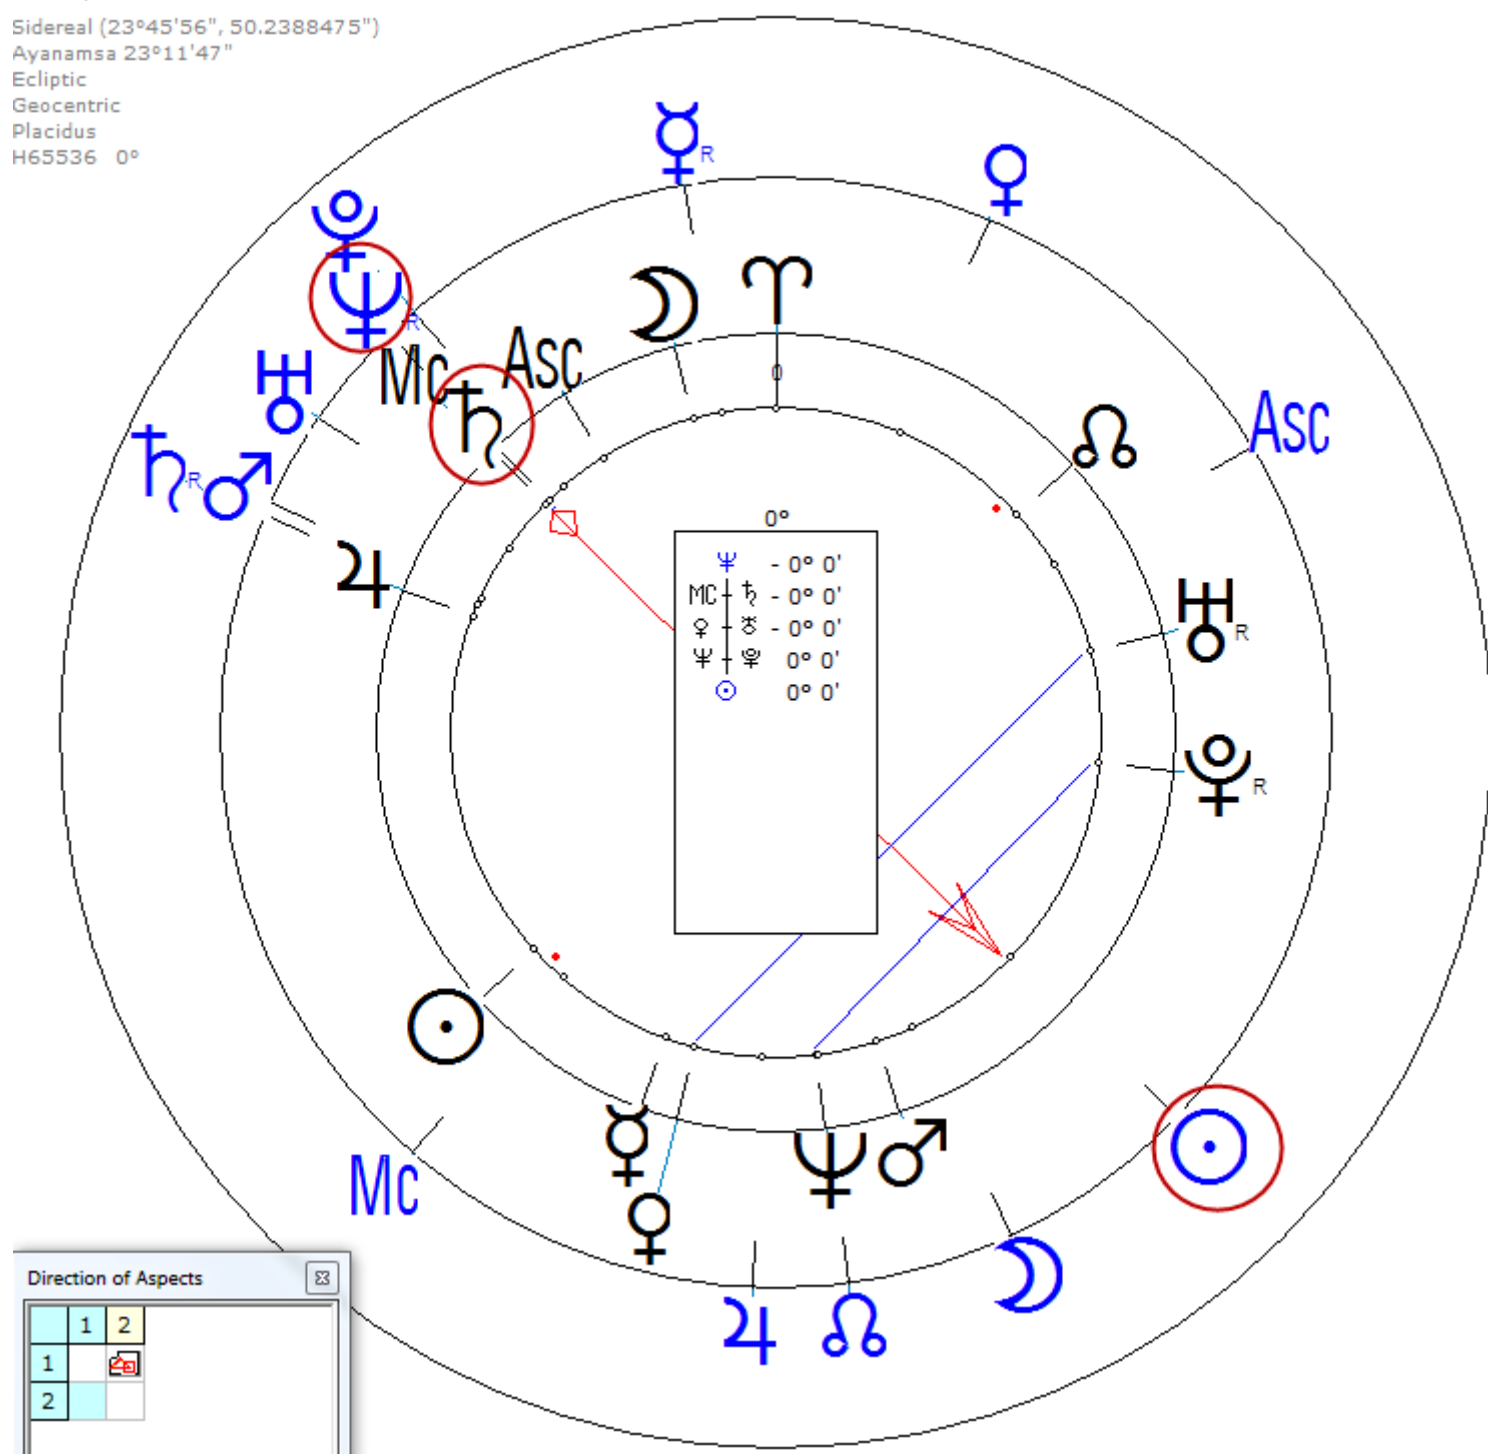 Sidereal (23°45'56", 50.2388475")
Ayanamsa 23°11'47"
Ecliptic
Geocentric
Placidus
H65536 0°
R
R
Mc
Asc
0
R
Asc
0°
- 0° 0'
MC - 0° 0'
- 0° 0'
0° 0'
0° 0'
R
R
Mc
Direction of Aspects
1 2
1
2